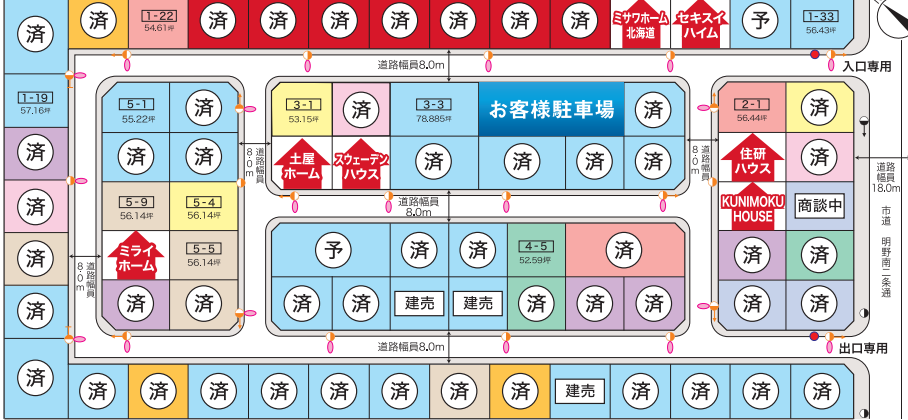 済
済
1-22
54.61坪
済
済
済
済
済
済
済
ミサワホーム
北海道
セキスイ
ハイム
予
1-33
56.43坪
道路幅員8.0m
入口専用
1-19
57.16坪
済
済
済
済
済
5-1
55.22坪
済
済
済
5-9
56.14坪
5-4
56.14坪
ミライ
ホーム
5-5
56.14坪
済
済
道路幅員
8.0m
道路幅員
8.0m
3-1
53.15坪
済
3-3
78.885坪
お客様駐車場
済
土屋
ホーム
スウェーデン
ハウス
済
済
済
済
道路幅員
8.0m
道路幅員
8.0m
2-1
56.44坪
済
住研
ハウス
済
KUNIMOKU
HOUSE
商談中
済
済
済
済
道路幅員
18.0m
市道 明野南二条通
予
済
済
4-5
52.59坪
済
済
済
建売
建売
済
済
済
道路幅員8.0m
出口専用
済
済
済
済
済
済
済
済
建売
済
済
済
済